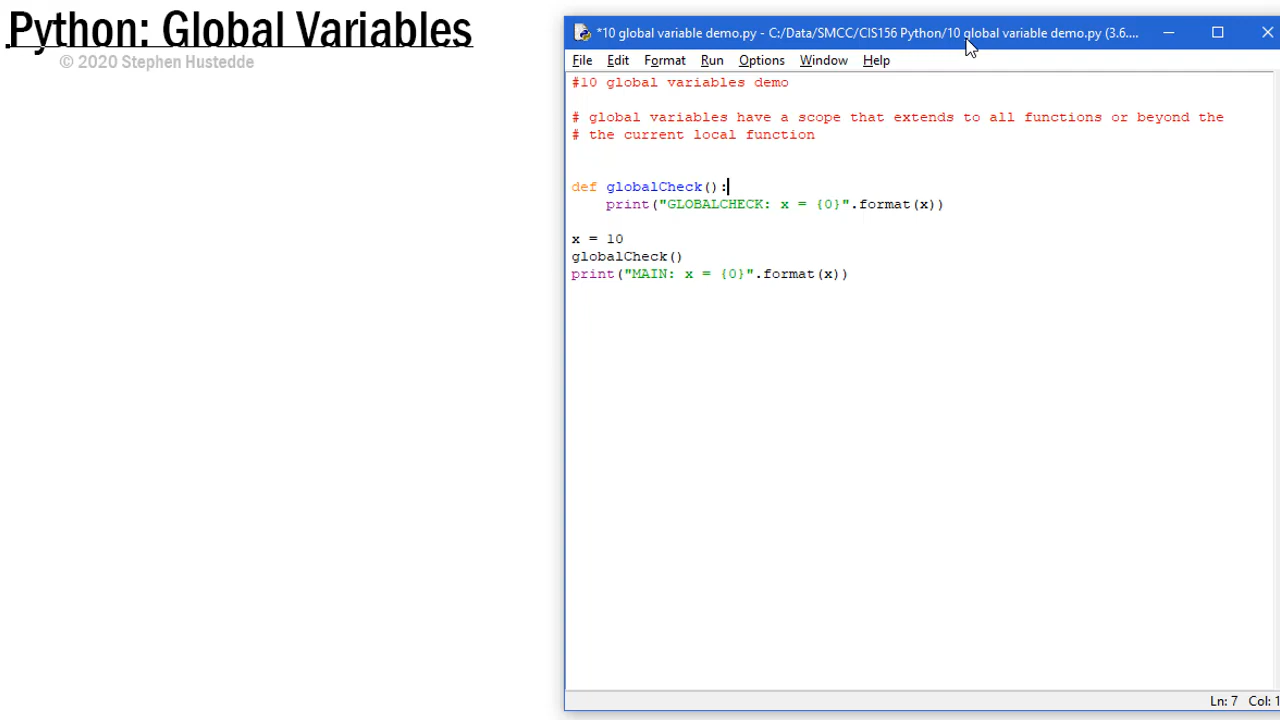 Python: Global Variables
© 2020 Stephen Hustedde
*10 global variable demo.py - C:/Data/SMCC/CIS156 Python/10 global variable demo.py (3.6....
File Edit Format Run Options Window Help
#10 global variables demo
# global variables have a scope that extends to all functions or beyond the
# the current local function
def globalCheck():
    print("GLOBALCHECK: x = {0}".format(x))
x = 10
globalCheck()
print("MAIN: x = {0}".format(x))
Ln: 7 Col: 1